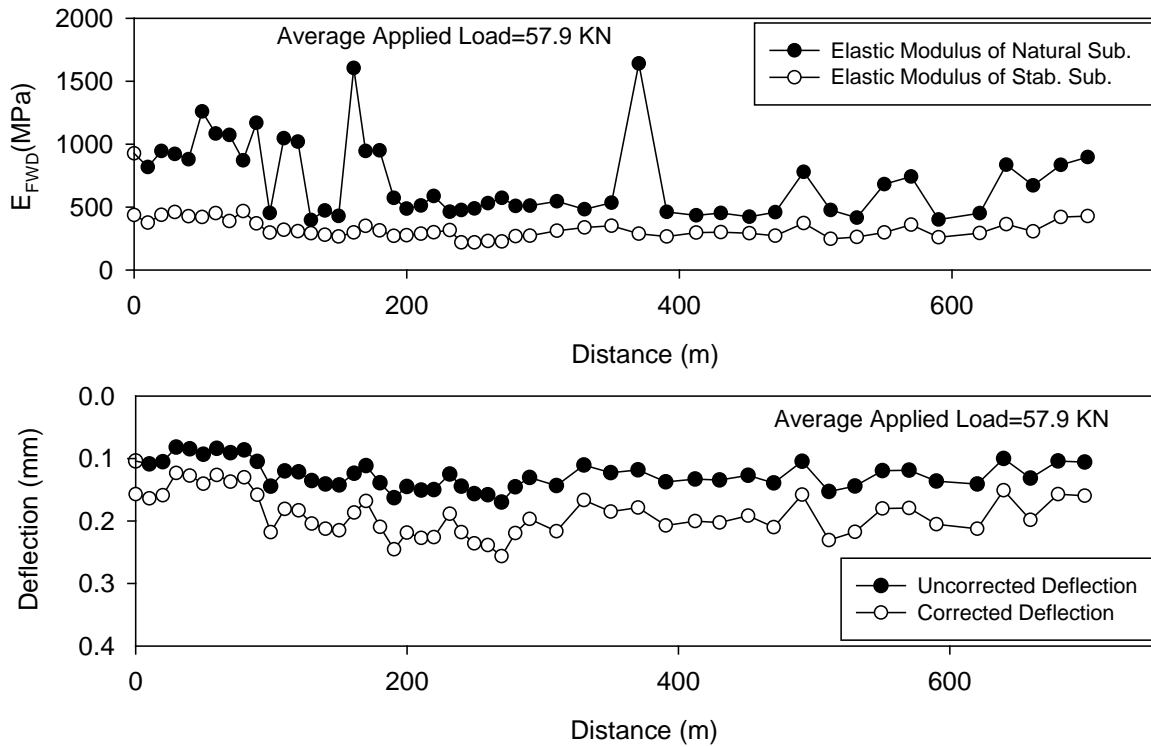 2000
Average Applied Load=57.9 KN
Elastic Modulus of Natural Sub.
Elastic Modulus of Stab. Sub.
1500
1000
500
0
E_FWD(MPa)
0 200 400 600
Distance (m)
0.0
Average Applied Load=57.9 KN
0.1
0.2
0.3
0.4
Deflection (mm)
Uncorrected Deflection
Corrected Deflection
0 200 400 600
Distance (m)